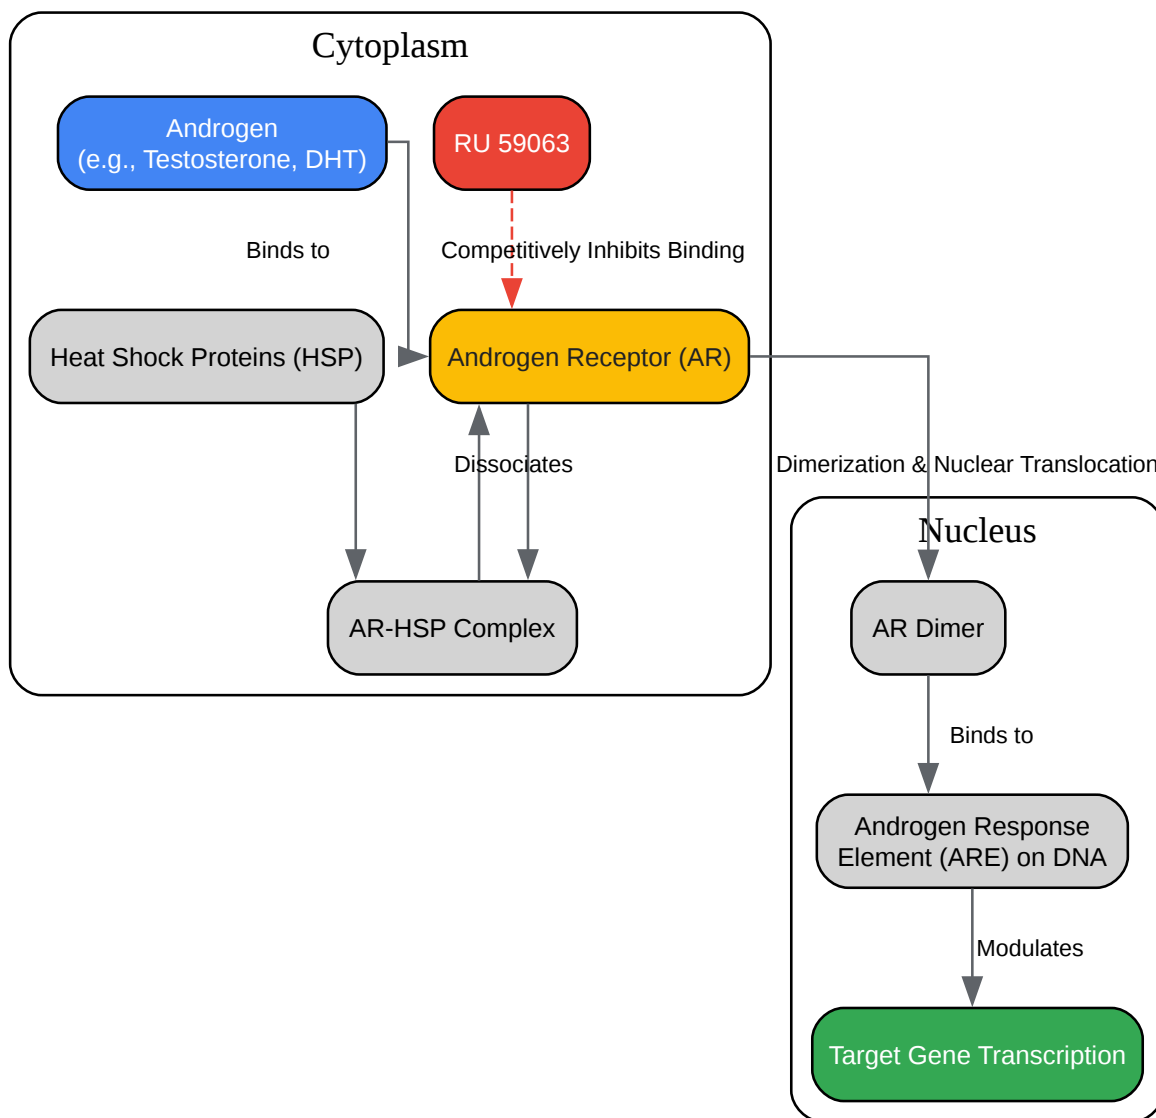 Cytoplasm
Androgen
(e.g., Testosterone, DHT)
RU 59063
Binds to
Competitively Inhibits Binding
Heat Shock Proteins (HSP)
Androgen Receptor (AR)
Dissociates
Dimerization & Nuclear Translocation
Nucleus
AR-HSP Complex
AR Dimer
Binds to
Androgen Response
Element (ARE) on DNA
Modulates
Target Gene Transcription